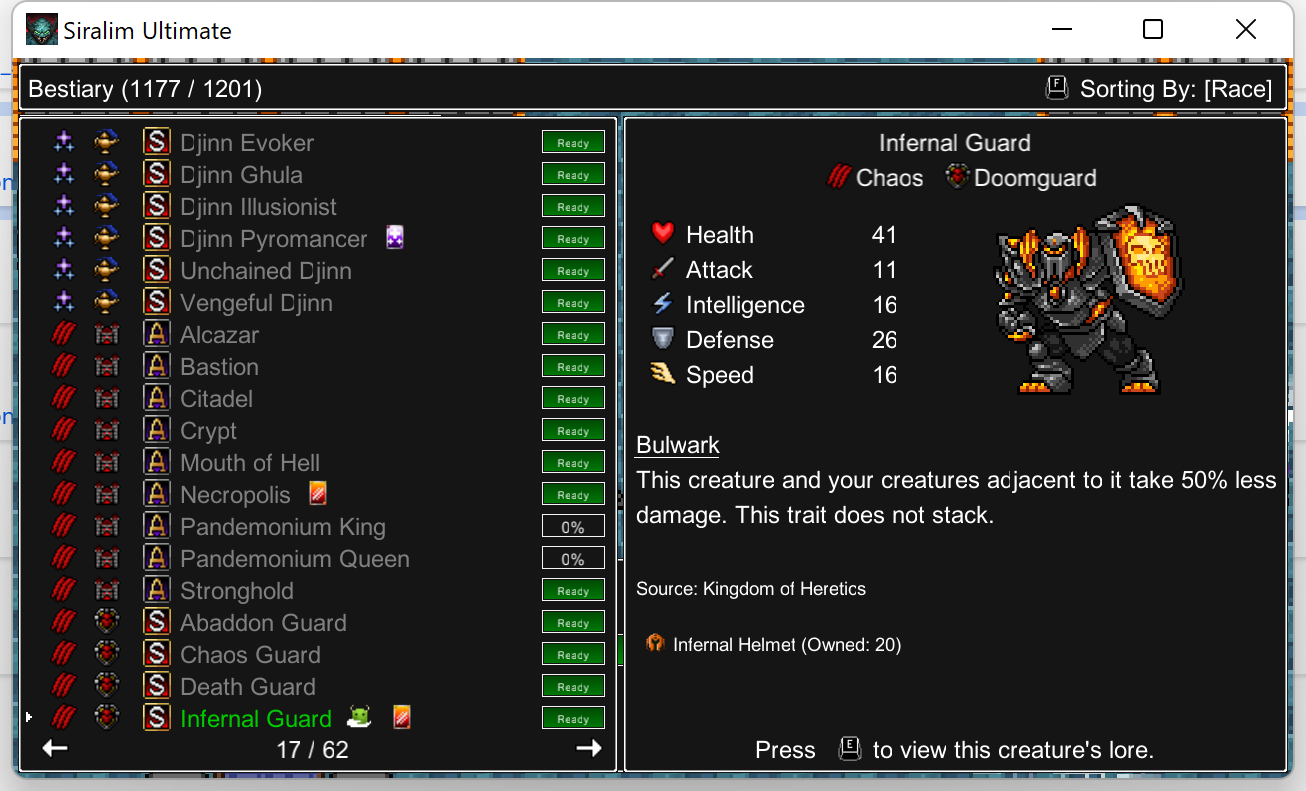 Siralim Ultimate
Bestiary (1177 / 1201)
F Sorting By: [Race]
S Djinn Evoker Ready
S Djinn Ghula Ready
S Djinn Illusionist Ready
S Djinn Pyromancer Ready
S Unchained Djinn Ready
S Vengeful Djinn Ready
A Alcazar Ready
A Bastion Ready
A Citadel Ready
A Crypt Ready
A Mouth of Hell Ready
A Necropolis Ready
A Pandemonium King 0%
A Pandemonium Queen 0%
A Stronghold Ready
S Abaddon Guard Ready
S Chaos Guard Ready
S Death Guard Ready
S Infernal Guard Ready
17 / 62
Infernal Guard
Chaos Doomguard
Health 41
Attack 11
Intelligence 16
Defense 26
Speed 16
Bulwark
This creature and your creatures adjacent to it take 50% less
damage. This trait does not stack.
Source: Kingdom of Heretics
Infernal Helmet (Owned: 20)
Press E to view this creature's lore.